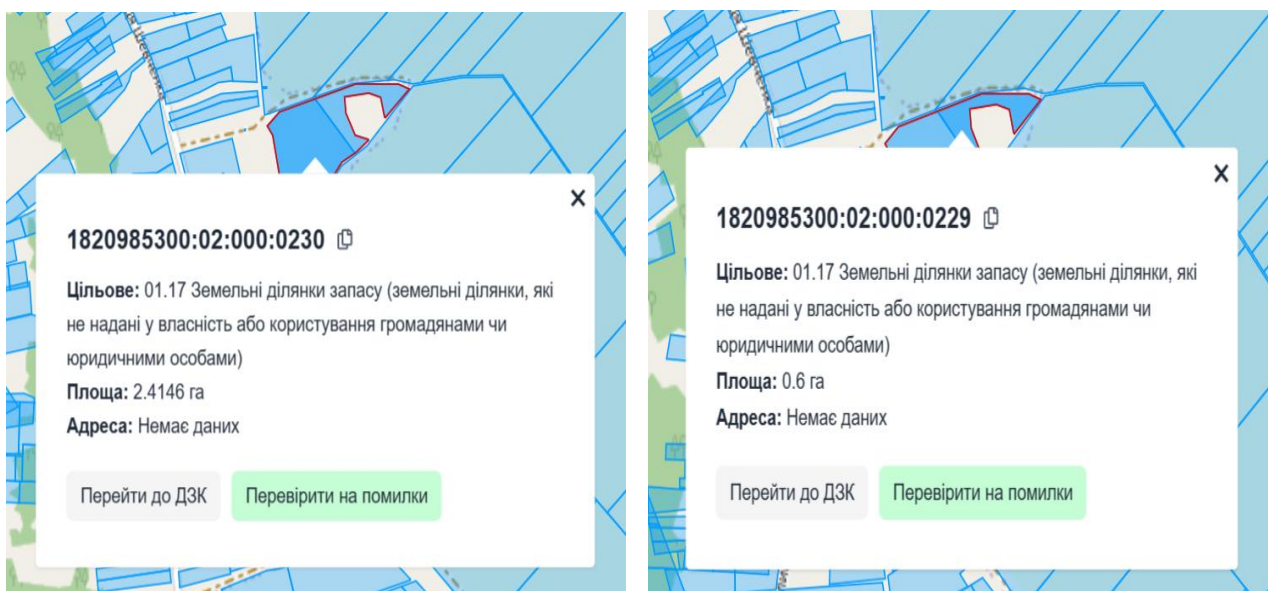 1820985300:02:000:0230
Цільове: 01.17 Земельні ділянки запасу (земельні ділянки, які
не надані у власність або користування громадянами чи
юридичними особами)
Площа: 2.4146 га
Адреса: Немає даних
Перейти до ДЗК Перевірити на помилки
1820985300:02:000:0229
Цільове: 01.17 Земельні ділянки запасу (земельні ділянки, які
не надані у власність або користування громадянами чи
юридичними особами)
Площа: 0.6 га
Адреса: Немає даних
Перейти до ДЗК Перевірити на помилки